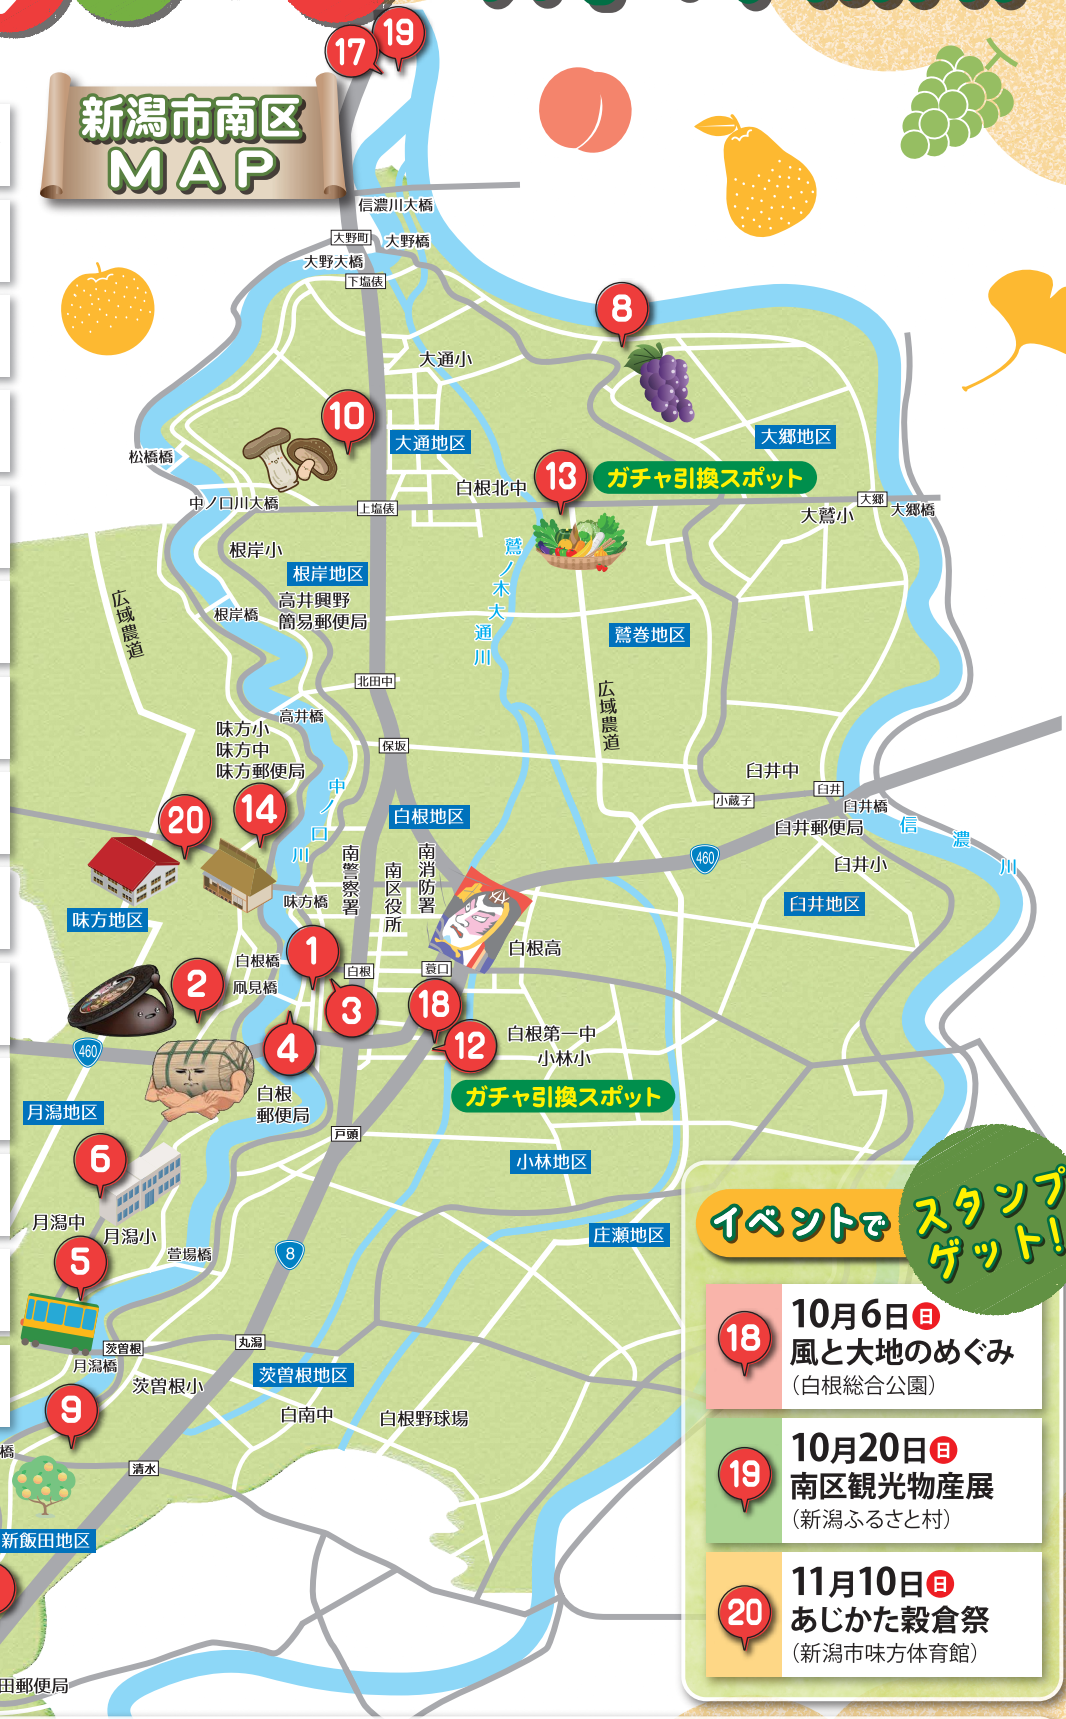 17
19
新潟市南区
MAP
信濃川大橋
大野町
大野橋
大野大橋
下塩俵
8
大通小
10
大通地区
大郷地区
松橋橋
13
ガチャ引換スポット
白根北中
中ノ口川大橋
上塩俵
大郷
大鷲小
大郷橋
根岸小
鷲ノ木大通川
根岸地区
広域農道
高井興野
簡易郵便局
根岸橋
鷲巻地区
北田中
広域農道
高井橋
味方小
味方中
味方郵便局
保坂
臼井中
中ノ口川
臼井
小蔵子
臼井橋
20
14
白根地区
臼井郵便局
信濃川
南警察署
南区役所
南消防署
460
臼井小
味方橋
臼井地区
味方地区
1
白根高
白根橋
白根
蓑口
2
凧見橋
3
18
4
12
白根第一中
小林小
460
白根
郵便局
ガチャ引換スポット
月潟地区
戸頭
6
小林地区
月潟中
月潟小
庄瀬地区
萱場橋
8
5
茨曽根
丸潟
月潟橋
茨曽根地区
茨曽根小
9
白南中
白根野球場
橋
清水
新飯田地区
田郵便局
イベントで
スタンプ
ゲット!
18
10月6日日
風と大地のめぐみ
（白根総合公園）
19
10月20日日
南区観光物産展
（新潟ふるさと村）
20
11月10日日
あじかた穀倉祭
（新潟市味方体育館）